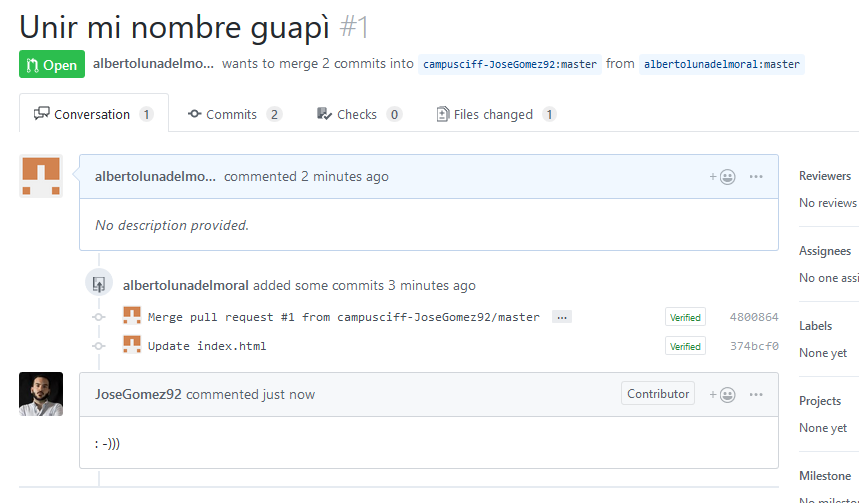 Unir mi nombre guapì #1
Open albertolunadelmo... wants to merge 2 commits into campusciff-JoseGomez92:master from albertolunadelmoral:master
Conversation 1 Commits 2 Checks 0 Files changed 1
albertolunadelmo... commented 2 minutes ago
Reviewers
No reviews
No description provided.
Assignees
No one assi
albertolunadelmoral added some commits 3 minutes ago
Merge pull request #1 from campusciff-JoseGomez92/master ... Verified 4800864
Labels
Update index.html Verified 374bcf0
None yet
JoseGomez92 commented just now Contributor
Projects
None yet
: -)))
Milestone
No milesto